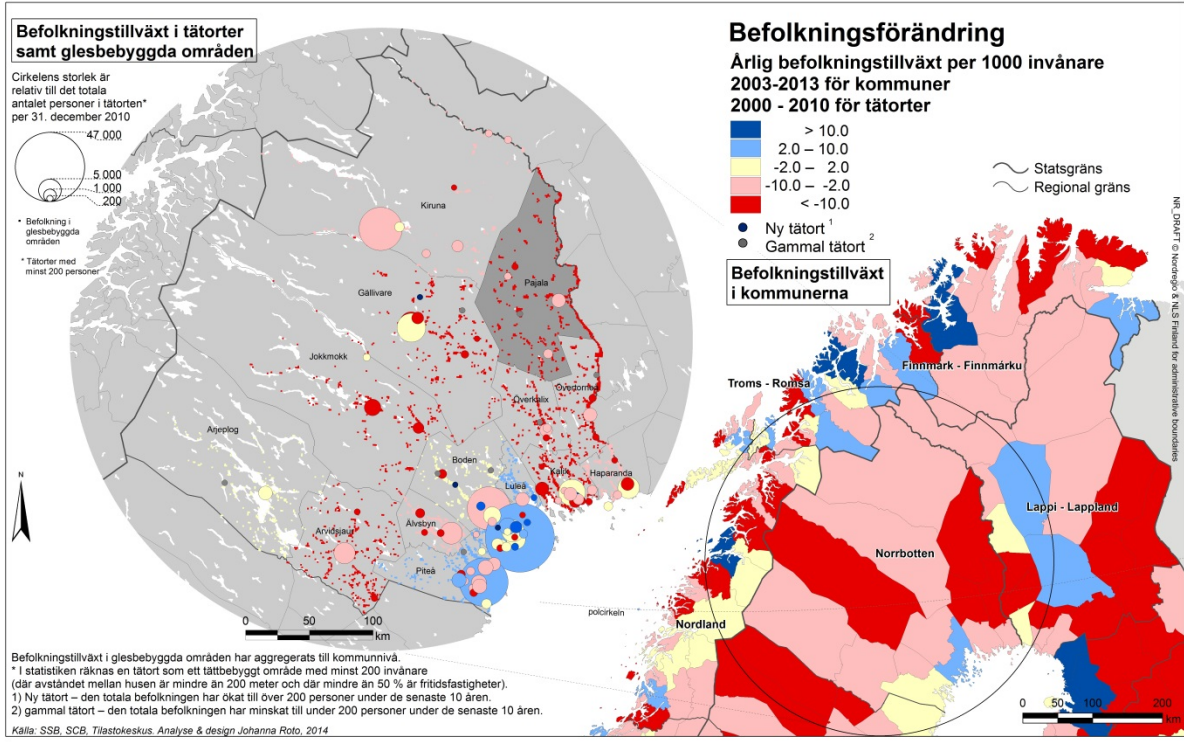 Befolkningstillväxt i tätorter
samt glesbebyggda områden
Cirkelens storlek är
relativ till det totala
antalet personer i tätorten*
per 31. december 2010
47 000
5.000
1.000
200
• Befolkning i
glesbebyggda
områden
* Tätorter med
minst 200 personer
N
Kiruna
Gällivare
Pajala
Jokkmokk
Övertorneå
Överkalix
Arjeplog
Boden
Luleå
Kalix
Haparanda
Älvsbyn
Arvidsjaur
Piteå
0 50 100
km
Befolkningsförändring
Årlig befolkningstillväxt per 1000 invånare
2003-2013 för kommuner
2000 - 2010 för tätorter
> 10.0
2.0 – 10.0
-2.0 – 2.0
-10.0 – -2.0
< -10.0
Ny tätort 1
Gammal tätort 2
Statsgräns
Regional gräns
Befolkningstillväxt
i kommunerna
NR_DRAFT © Nordregio & NLS Finland for administrative boundaries
Finnmark - Finnmárku
Troms - Romsa
Lappi - Lappland
Norrbotten
polcirkeln
Nordland
0 50 100 200
km
Befolkningstillväxt i glesbebyggda områden har aggregerats till kommunnivå.
* I statistiken räknas en tätort som ett tättbebyggt område med minst 200 invånare
(där avståndet mellan husen är mindre än 200 meter och där mindre än 50 % är fritidsfastigheter).
1) Ny tätort – den totala befolkningen har ökat till över 200 personer under de senaste 10 åren.
2) gammal tätort – den totala befolkningen har minskat till under 200 personer under de senaste 10 åren.
Källa: SSB, SCB, Tilastokeskus. Analyse & design Johanna Roto, 2014